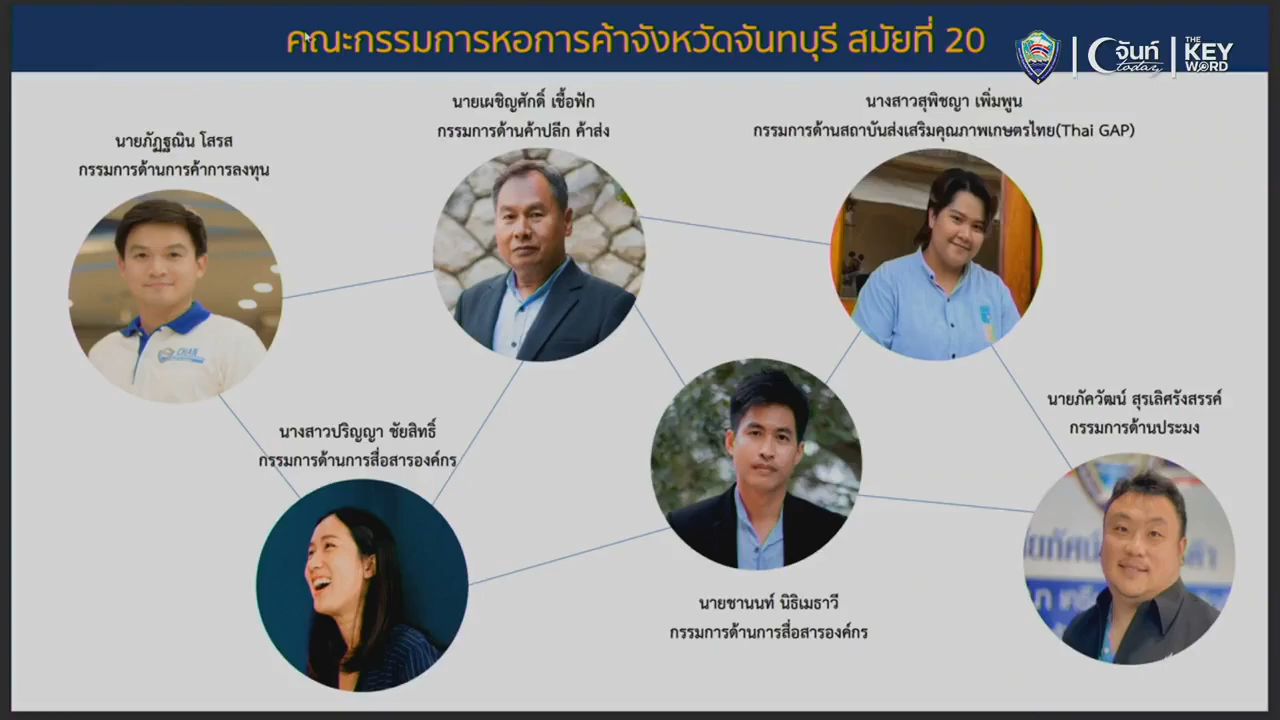 คณะกรรมการหอการค้าจังหวัดจันทบุรี สมัยที่ 20
จันท์
today
THE
KEY
WORD
นายภัฏฐณิน โสรส
กรรมการด้านการค้าการลงทุน
นายเผชิญศักดิ์ เชื้อฟัก
กรรมการด้านค้าปลีก ค้าส่ง
นางสาวสุพิชญา เพิ่มพูน
กรรมการด้านสถาบันส่งเสริมคุณภาพเกษตรไทย(Thai GAP)
CHAN
นางสาวปริญญา ชัยสิทธิ์
กรรมการด้านการสื่อสารองค์กร
นายชานนท์ นิธิเมธาวี
กรรมการด้านการสื่อสารองค์กร
นายภัควัฒน์ สุรเลิศรังสรรค์
กรรมการด้านประมง